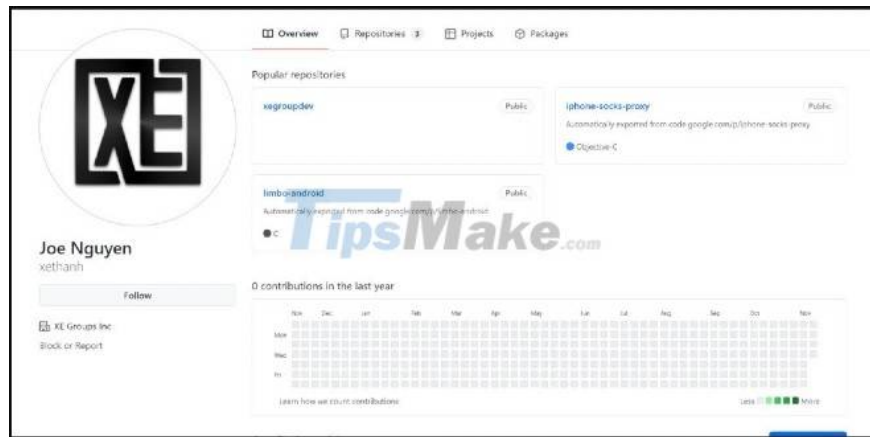 Overview Repositories 3 Projects Packages
Popular repositories
xegroupdev Public
iphone-socks-proxy Public
Automatically exported from code.google.com/p/iphone-socks-proxy
Objective-C
limbo-android Public
Automatically exported from code.google.com/p/limbo-android
C
TipsMake.com
XE
Joe Nguyen
xethanh
Follow
XE Groups Inc
Block or Report
0 contributions in the last year
Nov Dec Jan Feb Mar Apr May Jun Jul Aug Sep Oct Nov
Mon
Wed
Fri
Learn how we count contributions
Less More